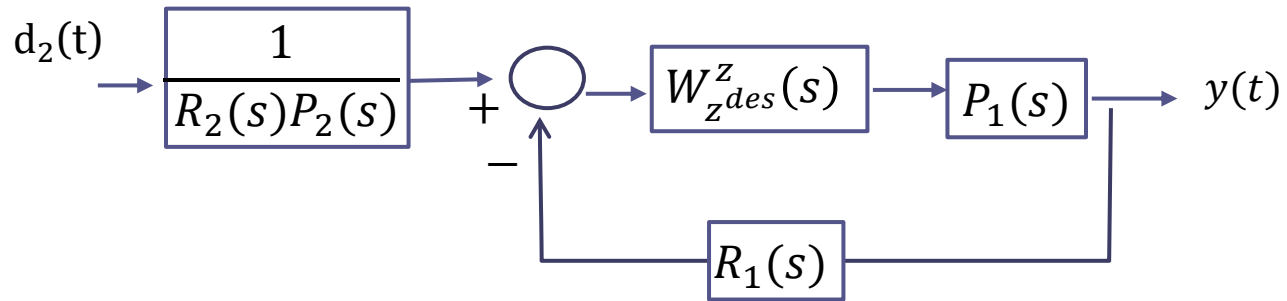 d₂(t)
1
R₂(s)P₂(s)
+
−
W^z_{z^{des}}(s)
P₁(s)
y(t)
R₁(s)